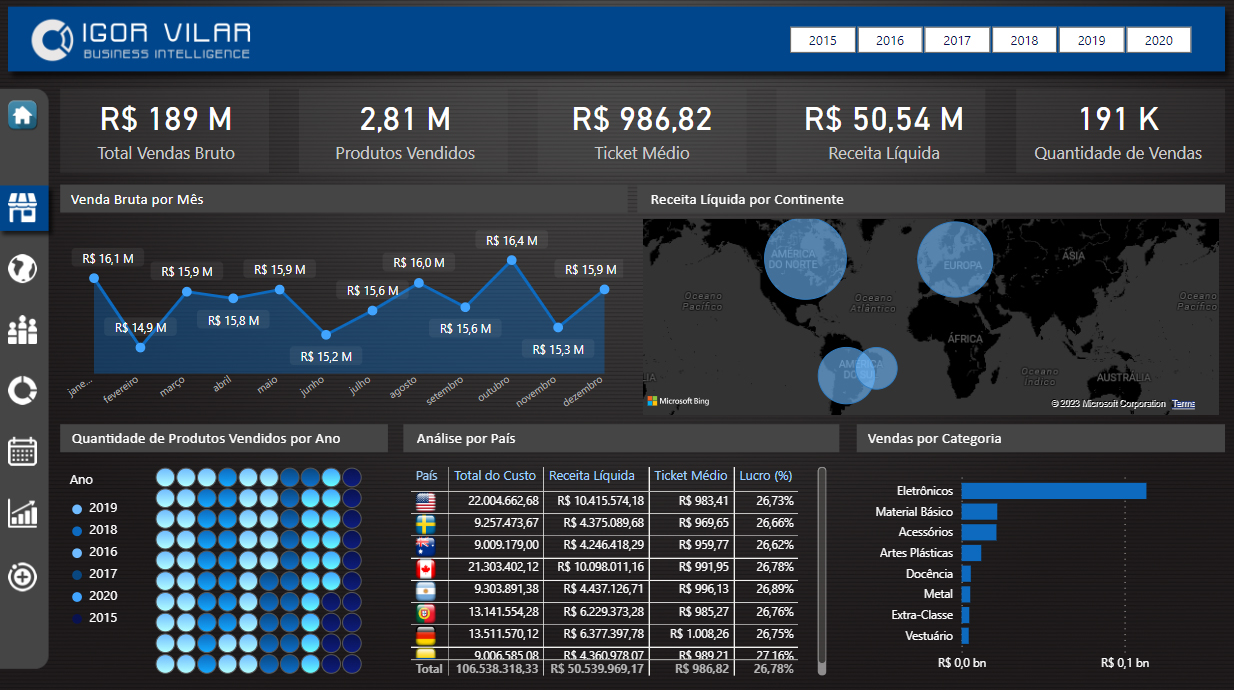 IGOR VILAR
BUSINESS INTELLIGENCE
2015 2016 2017 2018 2019 2020
R$ 189 M
Total Vendas Bruto
2,81 M
Produtos Vendidos
R$ 986,82
Ticket Médio
R$ 50,54 M
Receita Líquida
191 K
Quantidade de Vendas
Venda Bruta por Mês
R$ 16,1 M
R$ 14,9 M
R$ 15,9 M
R$ 15,8 M
R$ 15,9 M
R$ 15,2 M
R$ 15,6 M
R$ 16,0 M
R$ 15,6 M
R$ 16,4 M
R$ 15,3 M
R$ 15,9 M
jane... fevereiro março abril maio junho julho agosto setembro outubro novembro dezembro
Receita Líquida por Continente
AMÉRICA
DO NORTE
EUROPA
ÁSIA
Oceano
Pacífico
Oceano
Atlântico
Oceano
Pacífico
ÁFRICA
AMÉRICA
DO SUL
Oceano
Índico
AUSTRÁLIA
LIA
Microsoft Bing
© 2023 Microsoft Corporation Terms
Quantidade de Produtos Vendidos por Ano
Ano
2019
2018
2016
2017
2020
2015
Análise por País
País Total do Custo Receita Líquida Ticket Médio Lucro (%)
22.004.662,68 R$ 10.415.574,18 R$ 983,41 26,73%
9.257.473,67 R$ 4.375.089,68 R$ 969,65 26,66%
9.009.179,00 R$ 4.246.418,29 R$ 959,77 26,62%
21.303.402,12 R$ 10.098.011,16 R$ 991,95 26,78%
9.303.891,38 R$ 4.437.126,71 R$ 996,13 26,89%
13.141.554,28 R$ 6.229.373,28 R$ 985,27 26,76%
13.511.570,12 R$ 6.377.397,78 R$ 1.008,26 26,75%
9.006.585,08 R$ 4.360.978,07 R$ 989,21 27,16%
Total 106.538.318,33 R$ 50.539.969,17 R$ 986,82 26,78%
Vendas por Categoria
Eletrônicos
Material Básico
Acessórios
Artes Plásticas
Docência
Metal
Extra-Classe
Vestuário
R$ 0,0 bn R$ 0,1 bn